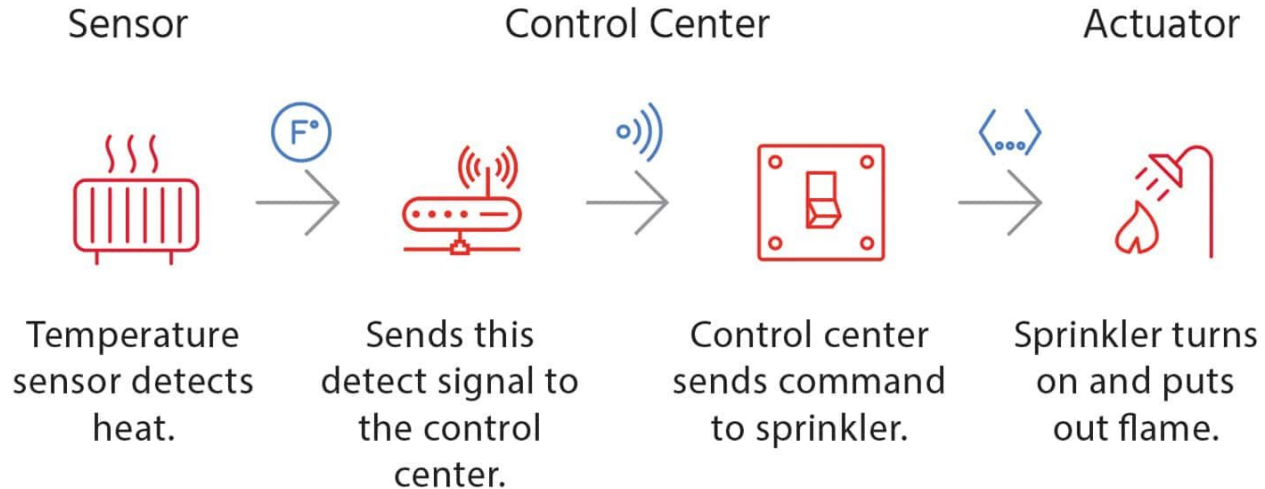 Sensor
Control Center
Actuator
F°
Temperature
sensor detects
heat.
Sends this
detect signal to
the control
center.
Control center
sends command
to sprinkler.
Sprinkler turns
on and puts
out flame.